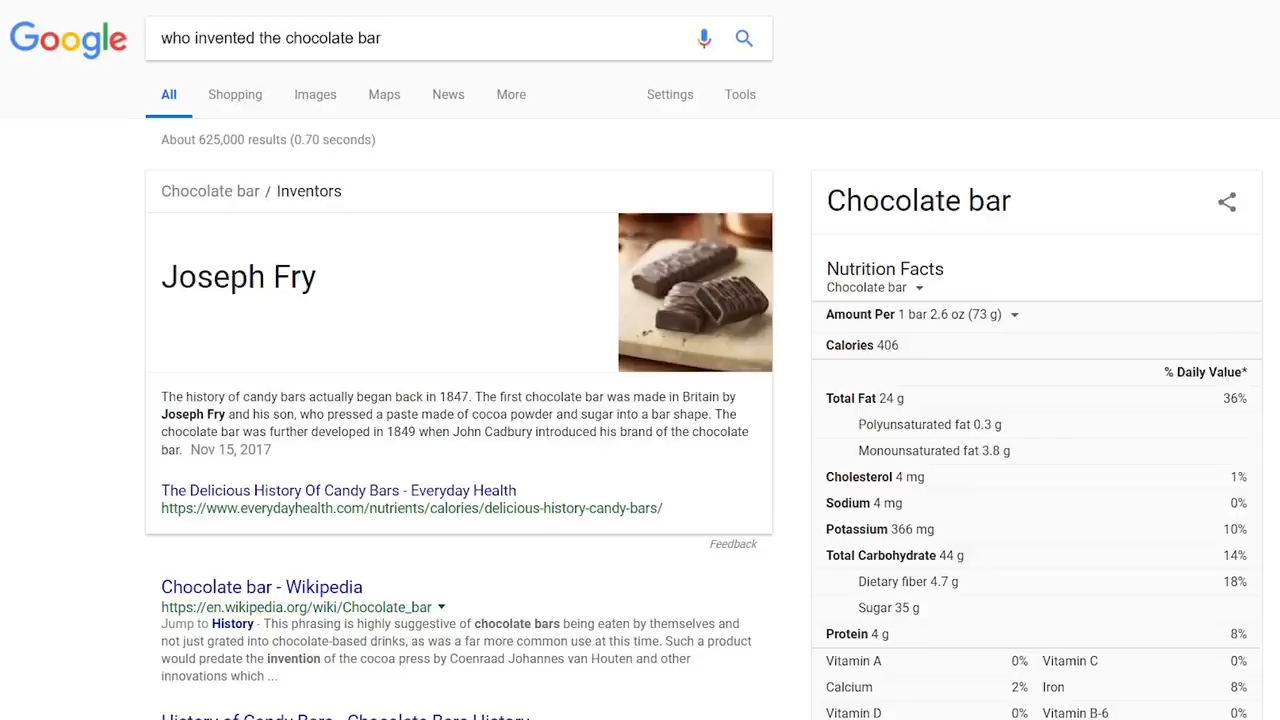 Google
who invented the chocolate bar
All Shopping Images Maps News More Settings Tools
About 625,000 results (0.70 seconds)
Chocolate bar / Inventors
Joseph Fry
The history of candy bars actually began back in 1847. The first chocolate bar was made in Britain by
Joseph Fry and his son, who pressed a paste made of cocoa powder and sugar into a bar shape. The
chocolate bar was further developed in 1849 when John Cadbury introduced his brand of the chocolate
bar. Nov 15, 2017
The Delicious History Of Candy Bars - Everyday Health
https://www.everydayhealth.com/nutrients/calories/delicious-history-candy-bars/
Feedback
Chocolate bar - Wikipedia
https://en.wikipedia.org/wiki/Chocolate_bar
Jump to History - This phrasing is highly suggestive of chocolate bars being eaten by themselves and
not just grated into chocolate-based drinks, as was a far more common use at this time. Such a product
would predate the invention of the cocoa press by Coenraad Johannes van Houten and other
innovations which ...
History of Candy Bars - Chocolate Bars History
Chocolate bar
Nutrition Facts
Chocolate bar
Amount Per 1 bar 2.6 oz (73 g)
Calories 406
% Daily Value*
Total Fat 24 g 36%
Polyunsaturated fat 0.3 g
Monounsaturated fat 3.8 g
Cholesterol 4 mg 1%
Sodium 4 mg 0%
Potassium 366 mg 10%
Total Carbohydrate 44 g 14%
Dietary fiber 4.7 g 18%
Sugar 35 g
Protein 4 g 8%
Vitamin A 0% Vitamin C 0%
Calcium 2% Iron 8%
Vitamin D 0% Vitamin B-6 0%